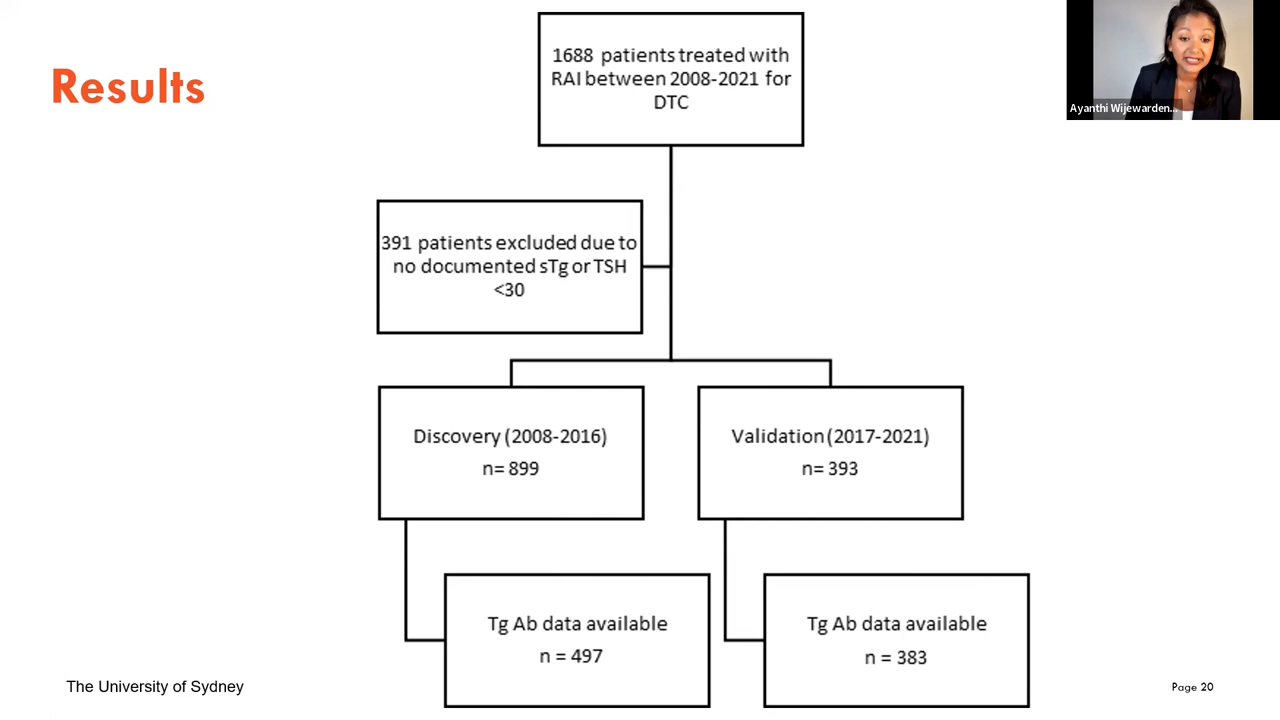 Results
1688 patients treated with
RAI between 2008-2021 for
DTC
Ayanthi Wijewarden...
391 patients excluded due to
no documented sTg or TSH
<30
Discovery (2008-2016)
n= 899
Validation (2017-2021)
n= 393
Tg Ab data available
n = 497
Tg Ab data available
n = 383
The University of Sydney
Page 20